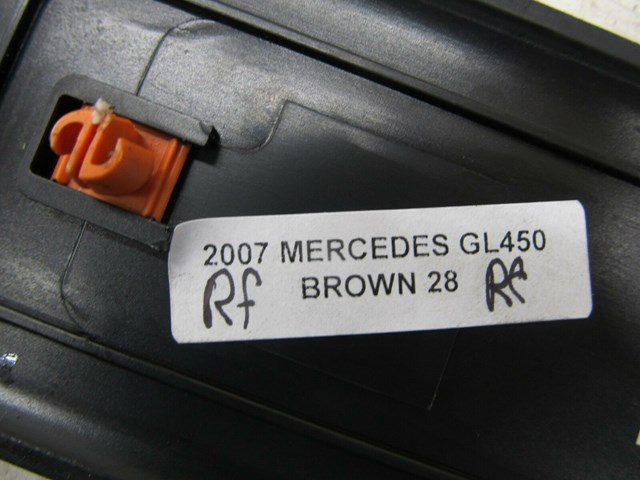 2007 MERCEDES GL450
Rf BROWN 28 Rf